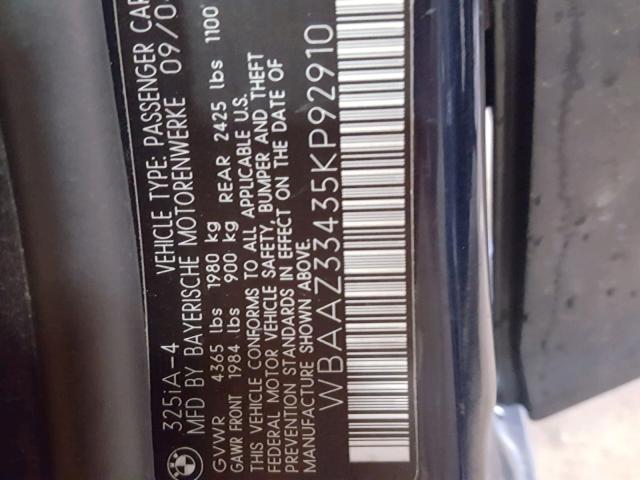 325iA-4 VEHICLE TYPE: PASSENGER CAR
MFD BY BAYERISCHE MOTORENWERKE 09/0
GVWR 4365 lbs 1980 kg
GAWR FRONT 1984 lbs 900 kg REAR 2425 lbs 1100
THIS VEHICLE CONFORMS TO ALL APPLICABLE U.S.
FEDERAL MOTOR VEHICLE SAFETY, BUMPER AND THEFT
PREVENTION STANDARDS IN EFFECT ON THE DATE OF
MANUFACTURE SHOWN ABOVE.
WBAAZ33435KP92910